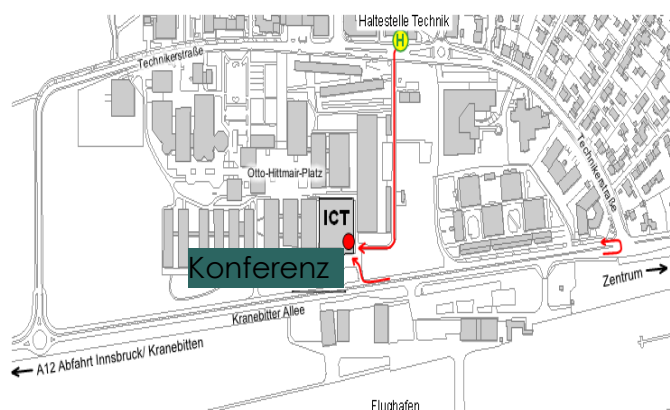 Haltestelle Technik
H
Technikerstraße
Otto-Hittmair-Platz
Technikerstraße
ICT
Konferenz
Zentrum
Kranebitter Allee
A12 Abfahrt Innsbruck/ Kranebitten
Flughafen